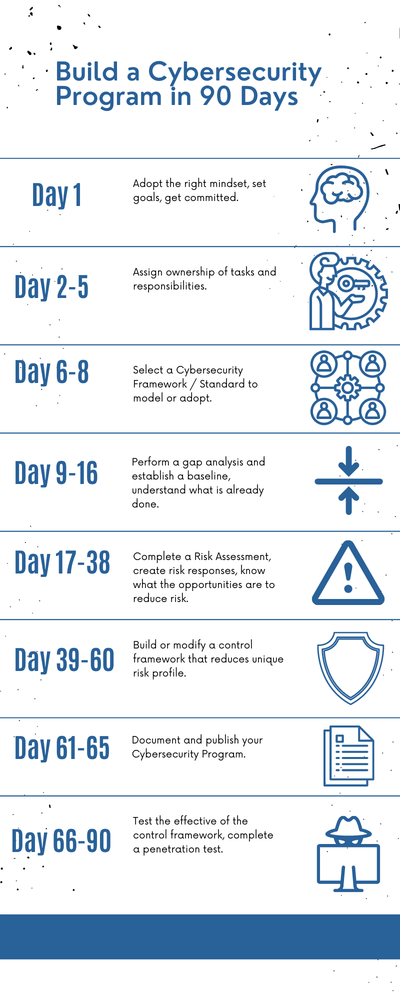 Build a Cybersecurity
Program in 90 Days
Day 1
Adopt the right mindset, set
goals, get committed.
Day 2-5
Assign ownership of tasks and
responsibilities.
Day 6-8
Select a Cybersecurity
Framework / Standard to
model or adopt.
Day 9-16
Perform a gap analysis and
establish a baseline,
understand what is already
done.
Day 17-38
Complete a Risk Assessment,
create risk responses, know
what the opportunities are to
reduce risk.
Day 39-60
Build or modify a control
framework that reduces unique
risk profile.
Day 61-65
Document and publish your
Cybersecurity Program.
Day 66-90
Test the effective of the
control framework, complete
a penetration test.